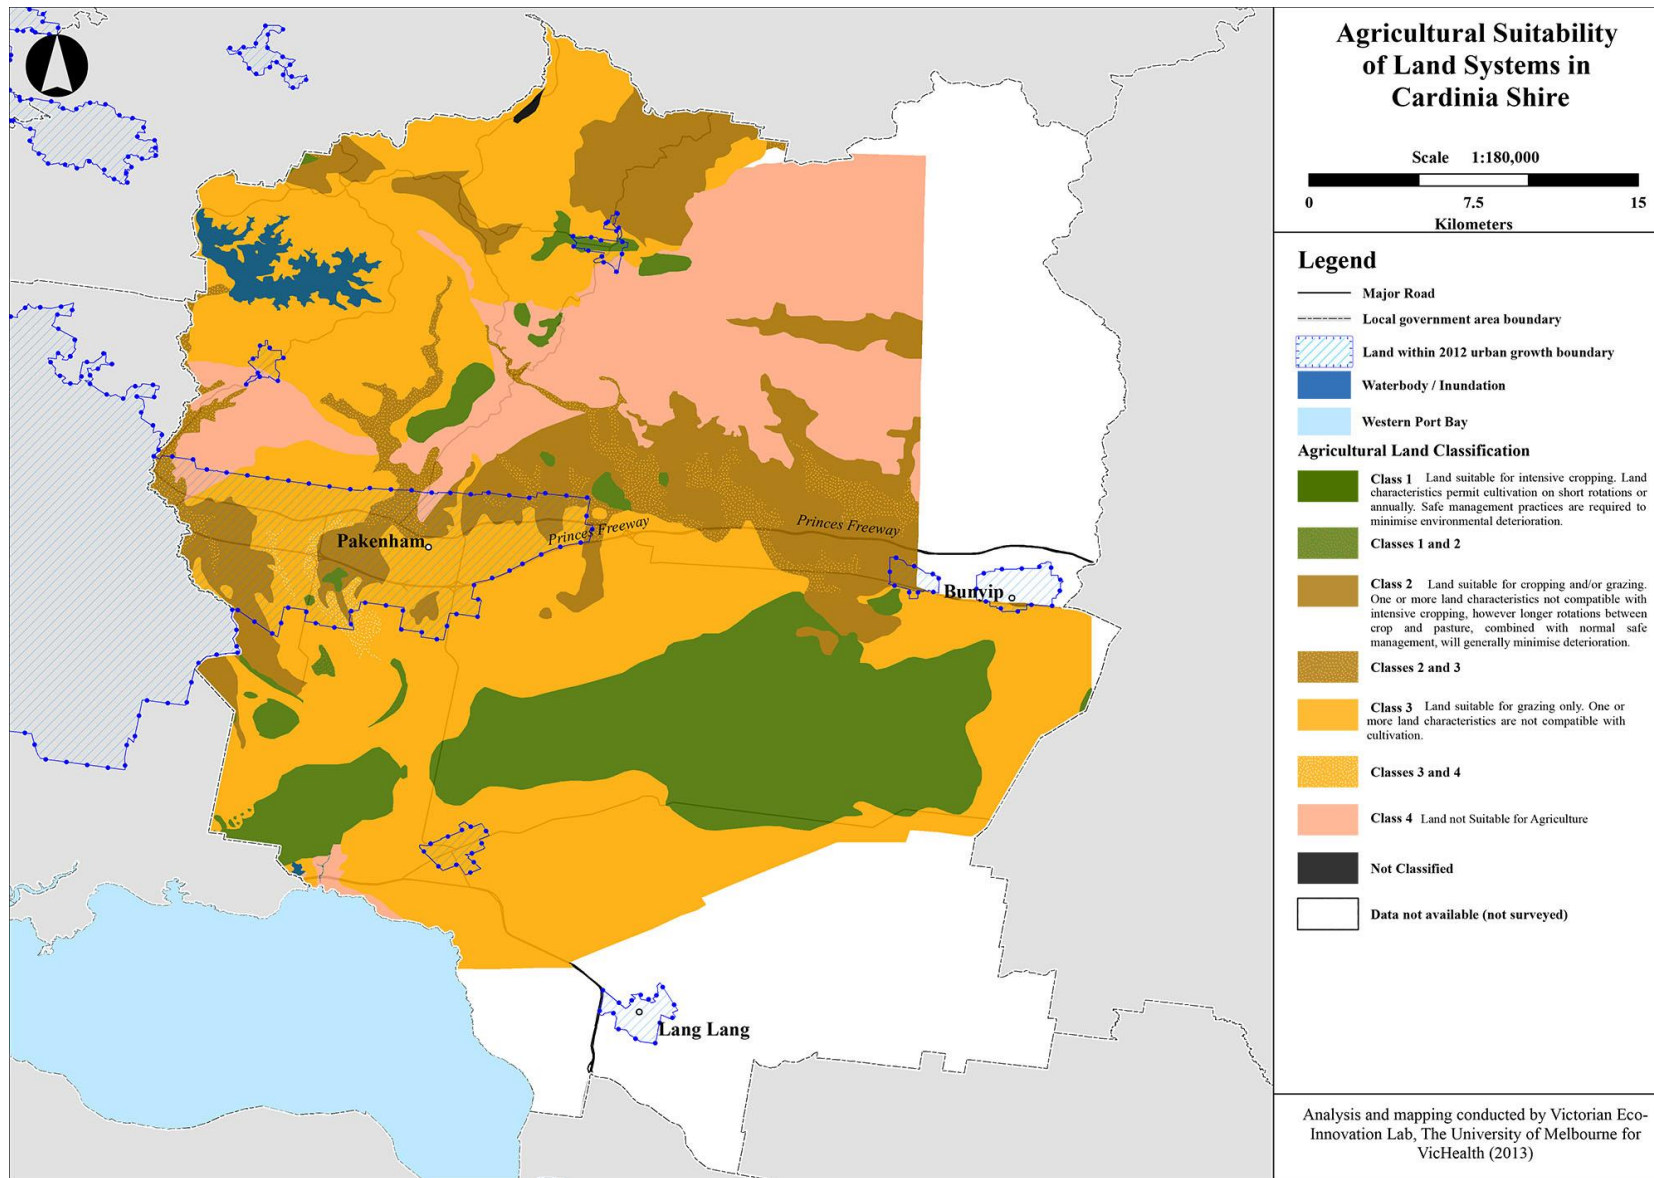 Agricultural Suitability
of Land Systems in
Cardinia Shire
Scale 1:180,000
0 7.5 15
Kilometers
Legend
Major Road
Local government area boundary
Land within 2012 urban growth boundary
Waterbody / Inundation
Western Port Bay
Agricultural Land Classification
Class 1 Land suitable for intensive cropping. Land
characteristics permit cultivation on short rotations or
annually. Safe management practices are required to
minimise environmental deterioration.
Classes 1 and 2
Class 2 Land suitable for cropping and/or grazing.
One or more land characteristics not compatible with
intensive cropping, however longer rotations between
crop and pasture, combined with normal safe
management, will generally minimise deterioration.
Classes 2 and 3
Class 3 Land suitable for grazing only. One or
more land characteristics are not compatible with
cultivation.
Classes 3 and 4
Class 4 Land not Suitable for Agriculture
Not Classified
Data not available (not surveyed)
Analysis and mapping conducted by Victorian Eco-
Innovation Lab, The University of Melbourne for
VicHealth (2013)
Princes Freeway
Princes Freeway
Pakenham
Bunyip
Lang Lang